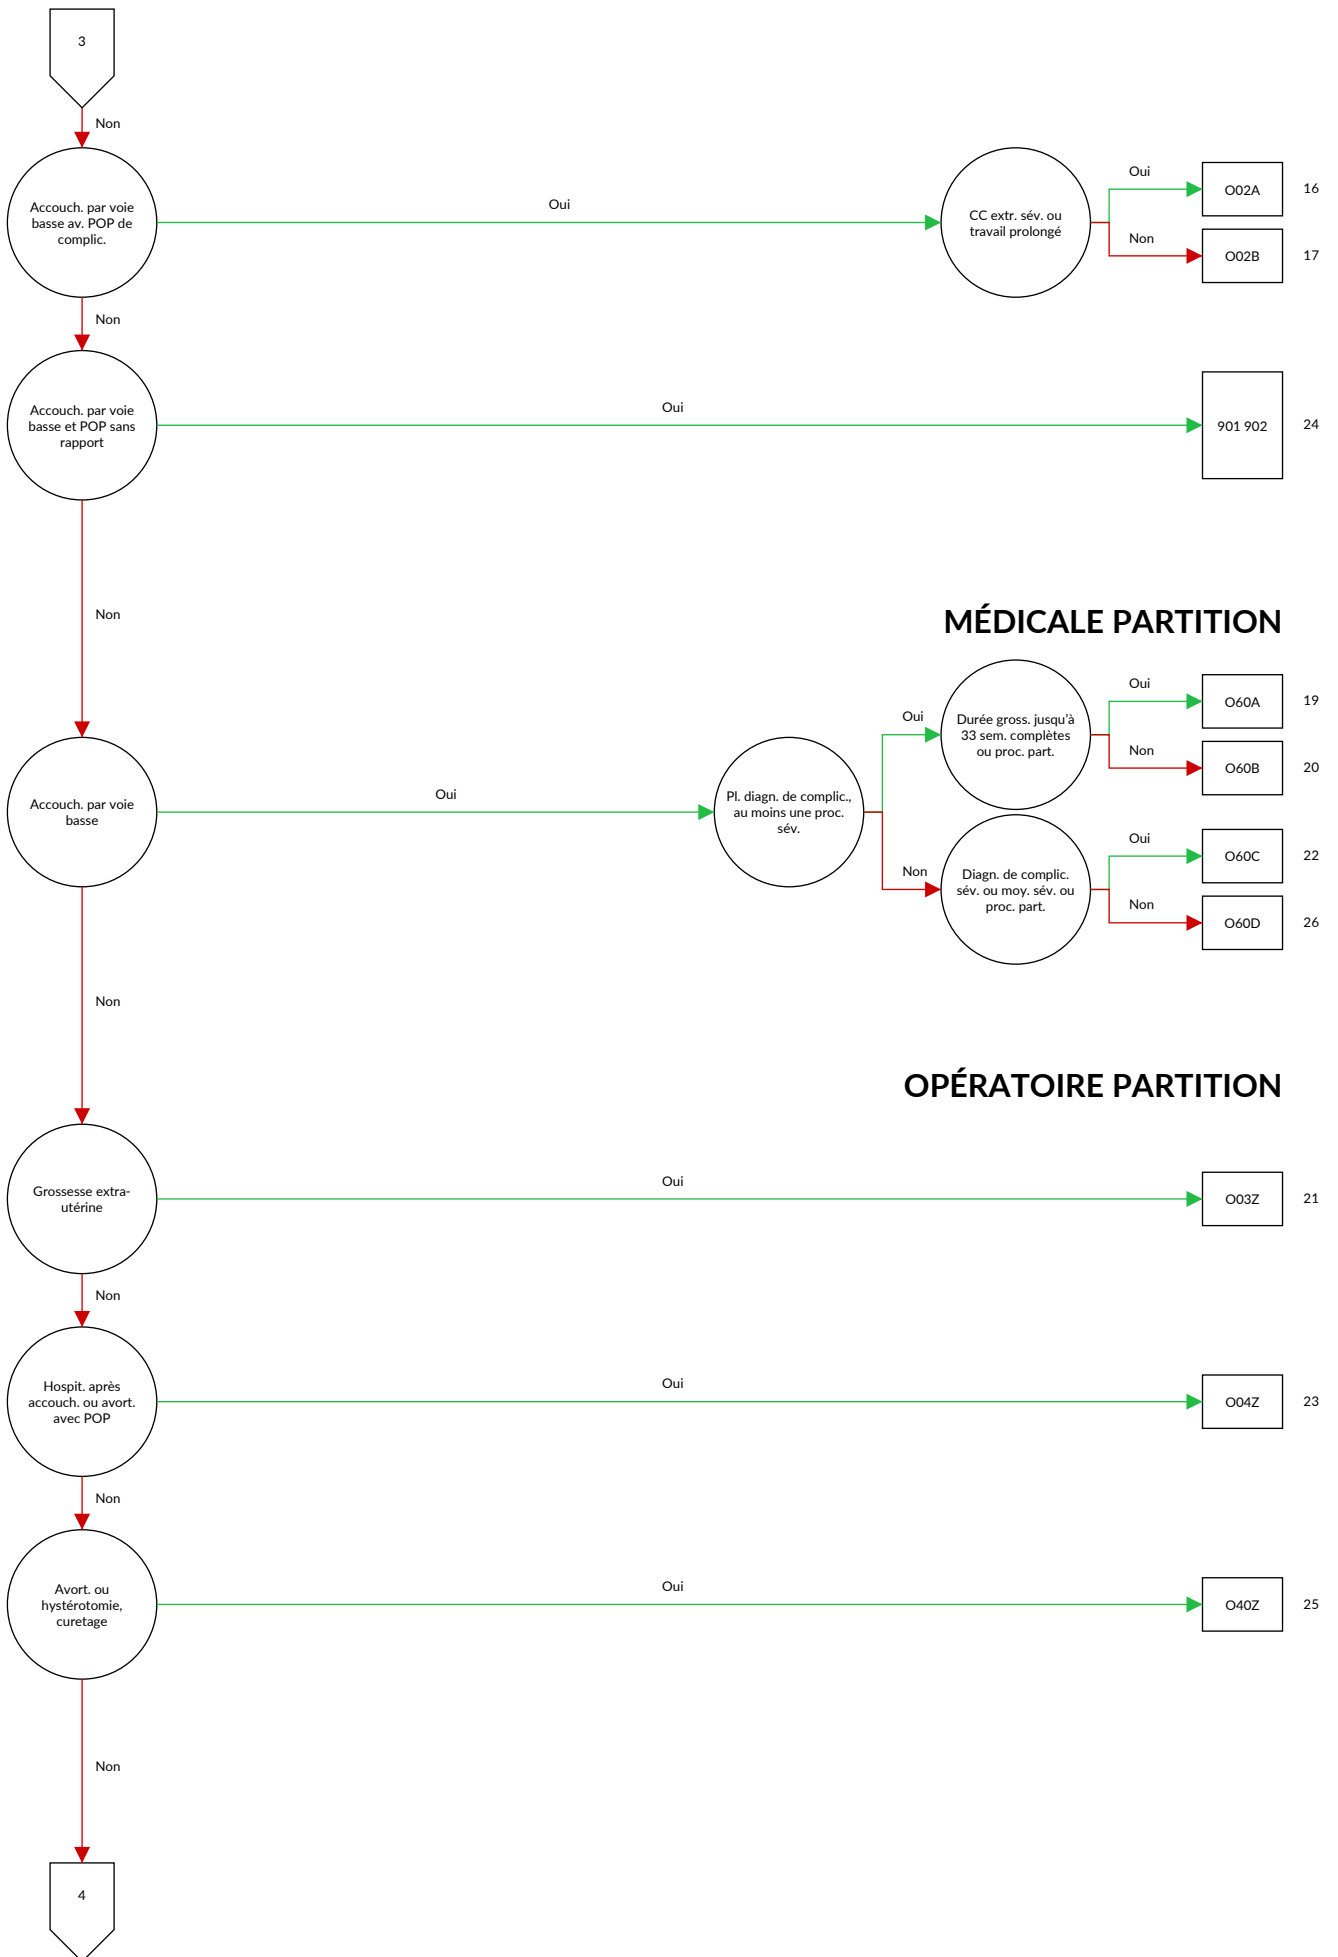 3
Non
Accouch. par voie
basse av. POP de
complic.
Oui
CC extr. sév. ou
travail prolongé
Oui
O02A
16
Non
O02B
17
Non
Accouch. par voie
basse et POP sans
rapport
Oui
901 902
24
Non
MÉDICALE PARTITION
Accouch. par voie
basse
Oui
Pl. diagn. de complic.,
au moins une proc.
sév.
Oui
Durée gross. jusqu'à
33 sem. complètes
ou proc. part.
Oui
O60A
19
Non
O60B
20
Non
Diagn. de complic.
sév. ou moy. sév. ou
proc. part.
Oui
O60C
22
Non
O60D
26
Non
OPÉRATOIRE PARTITION
Grossesse extra-
utérine
Oui
O03Z
21
Non
Hospit. après
accouch. ou avort.
avec POP
Oui
O04Z
23
Non
Avort. ou
hystérotomie,
curetage
Oui
O40Z
25
Non
4